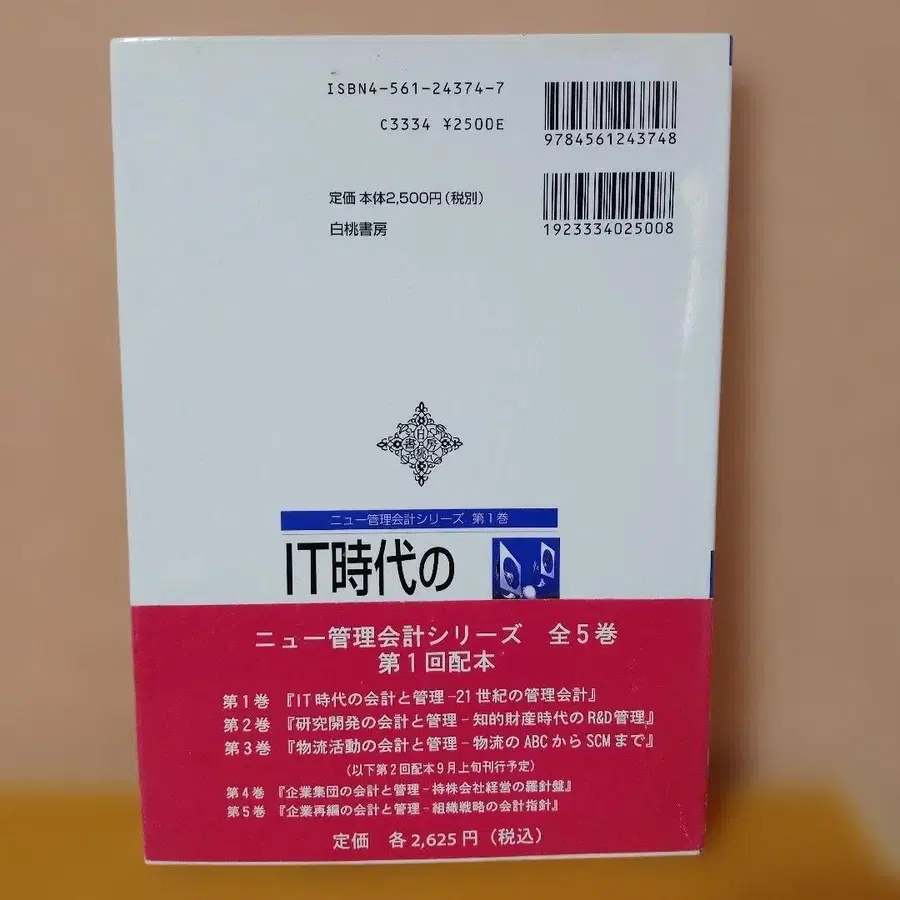 ISBN4-561-24374-7
C3334 ¥2500E
9784561243748
定価 本体2,500円(税別)
白桃書房
1923334025008
白
書房
桃
ニュー管理会計シリーズ 第1巻
IT時代の
ニュー管理会計シリーズ 全5巻
第1回配本
第1巻 『IT時代の会計と管理-21世紀の管理会計』
第2巻 『研究開発の会計と管理-知的財産時代のR&D管理』
第3巻 『物流活動の会計と管理-物流のABCからSCMまで』
(以下第2回配本9月上旬刊行予定)
第4巻 『企業集団の会計と管理-持株会社経営の羅針盤』
第5巻 『企業再編の会計と管理-組織戦略の会計指針』
定価 各2,625円(税込)